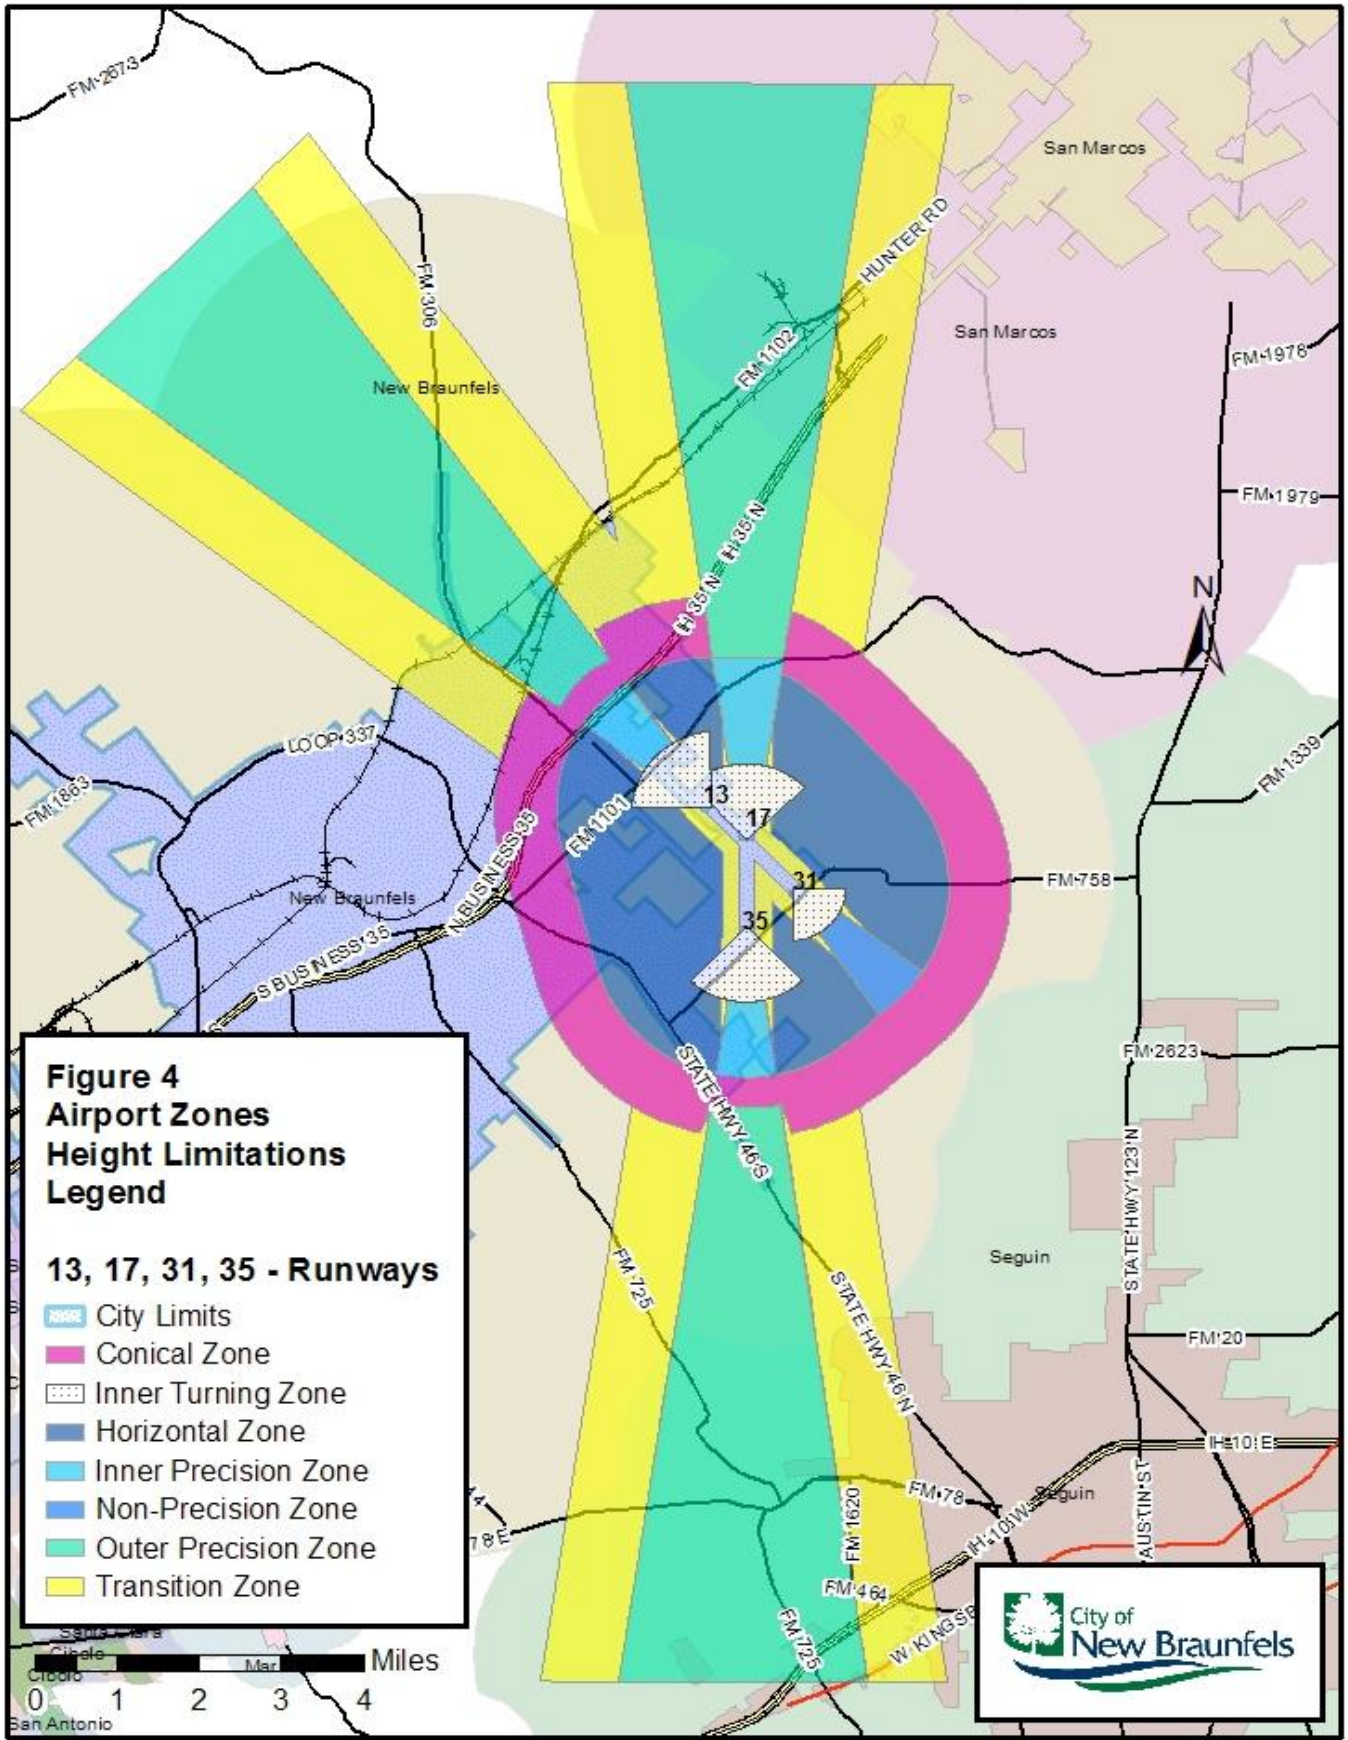 FM 2673
San Marcos
HUNTER RD
FM 306
San Marcos
FM 1102
FM 1978
New Braunfels
FM 1979
IH 35 N
IH 35 N
N
LOOP 337
FM 1339
FM 1863
13
FM 1101
17
N BUSINESS 35
31
FM 758
New Braunfels
35
S BUSINESS 35
FM 2623
STATE HWY 46 S
STATE HWY 123 N
Seguin
FM 725
STATE HWY 46 N
FM 20
Figure 4
Airport Zones
Height Limitations
Legend
13, 17, 31, 35 - Runways
City Limits
Conical Zone
Inner Turning Zone
Horizontal Zone
Inner Precision Zone
Non-Precision Zone
Outer Precision Zone
Transition Zone
IH 10 E
FM 78
Seguin
IH 10 W
AUSTIN ST
FM 1620
78 E
FM 464
FM 725
W KINGSB
City of
New Braunfels
Cibolo
Mar
Miles
Cibolo
0 1 2 3 4
San Antonio